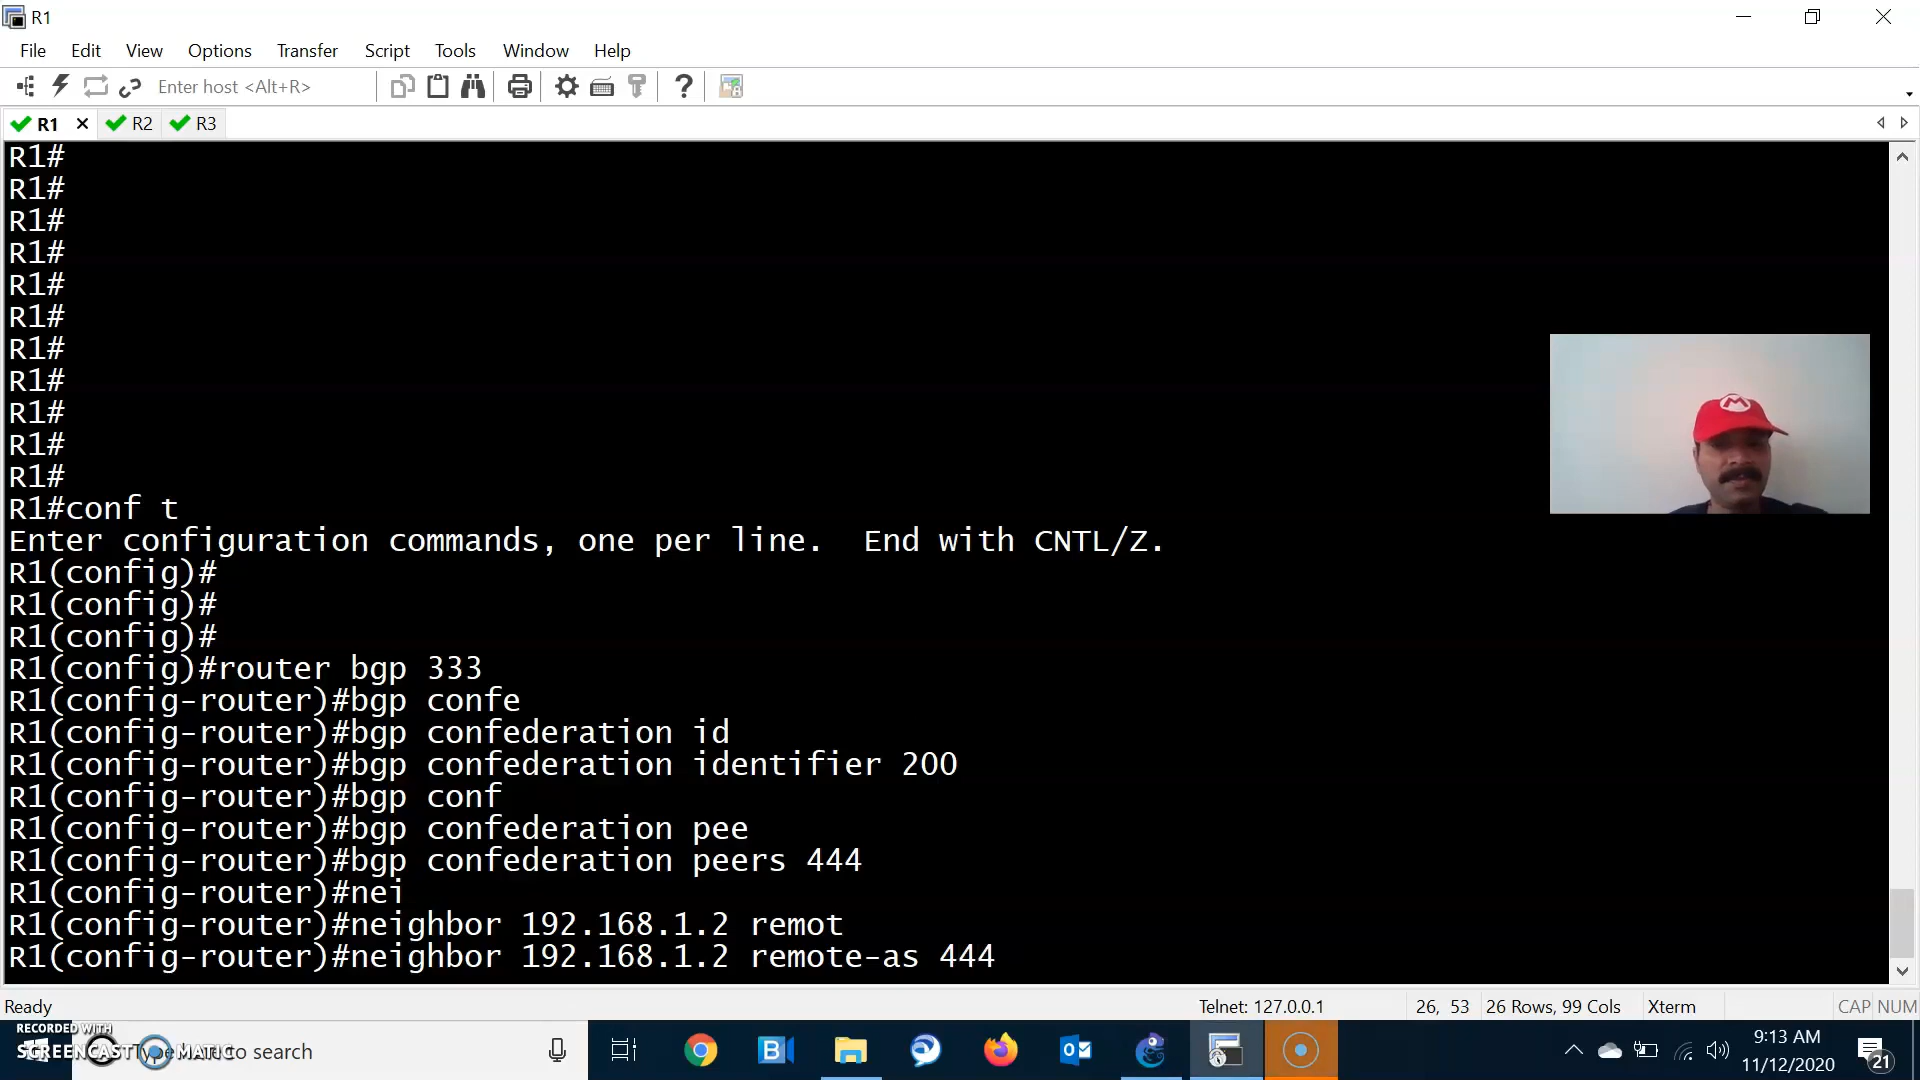 R1
File Edit View Options Transfer Script Tools Window Help
Enter host <Alt+R>
R1 R2 R3
R1#
R1#
R1#
R1#
R1#
R1#
R1#
R1#
R1#
R1#
R1#
R1#conf t
Enter configuration commands, one per line.  End with CNTL/Z.
R1(config)#
R1(config)#
R1(config)#
R1(config)#router bgp 333
R1(config-router)#bgp confe
R1(config-router)#bgp confederation id
R1(config-router)#bgp confederation identifier 200
R1(config-router)#bgp conf
R1(config-router)#bgp confederation pee
R1(config-router)#bgp confederation peers 444
R1(config-router)#nei
R1(config-router)#neighbor 192.168.1.2 remot
R1(config-router)#neighbor 192.168.1.2 remote-as 444
M
Ready Telnet: 127.0.0.1 26, 53 26 Rows, 99 Cols Xterm CAP NUM
RECORDED WITH
SCREENCAST MATIC
to search
9:13 AM
11/12/2020
21